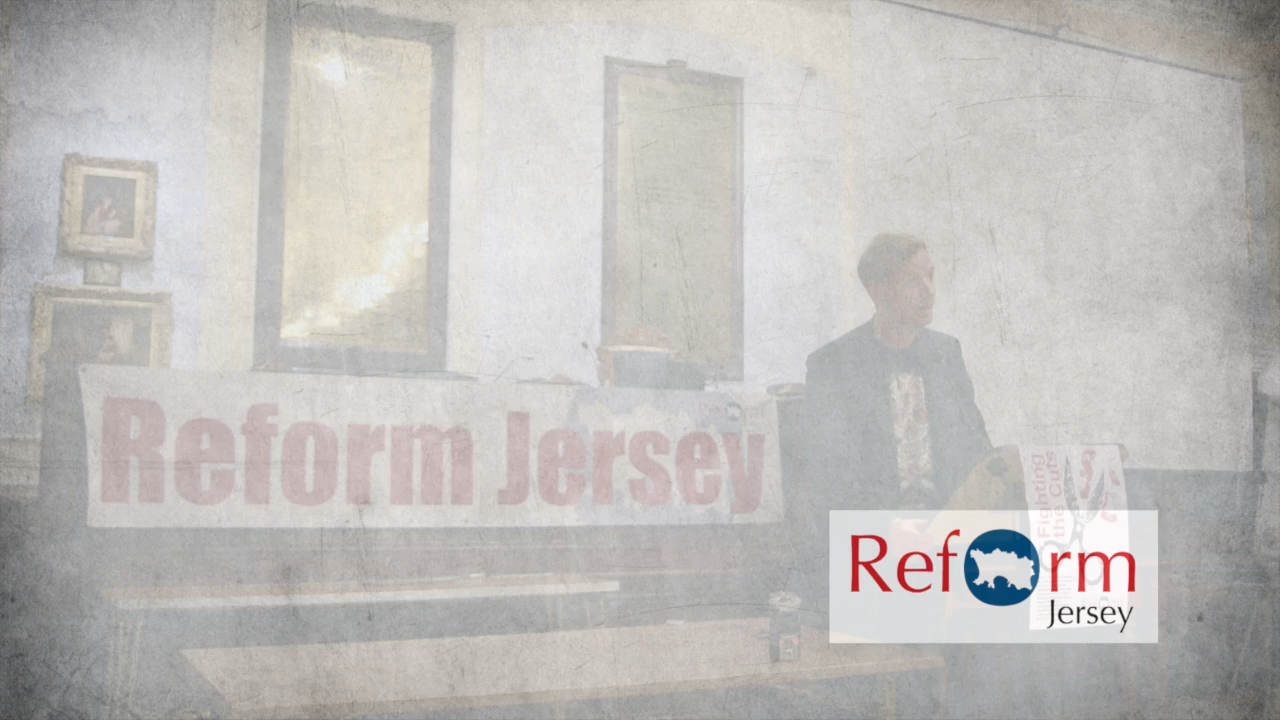 Reform Jersey
Fighting
the Cuts
Reform
Jersey